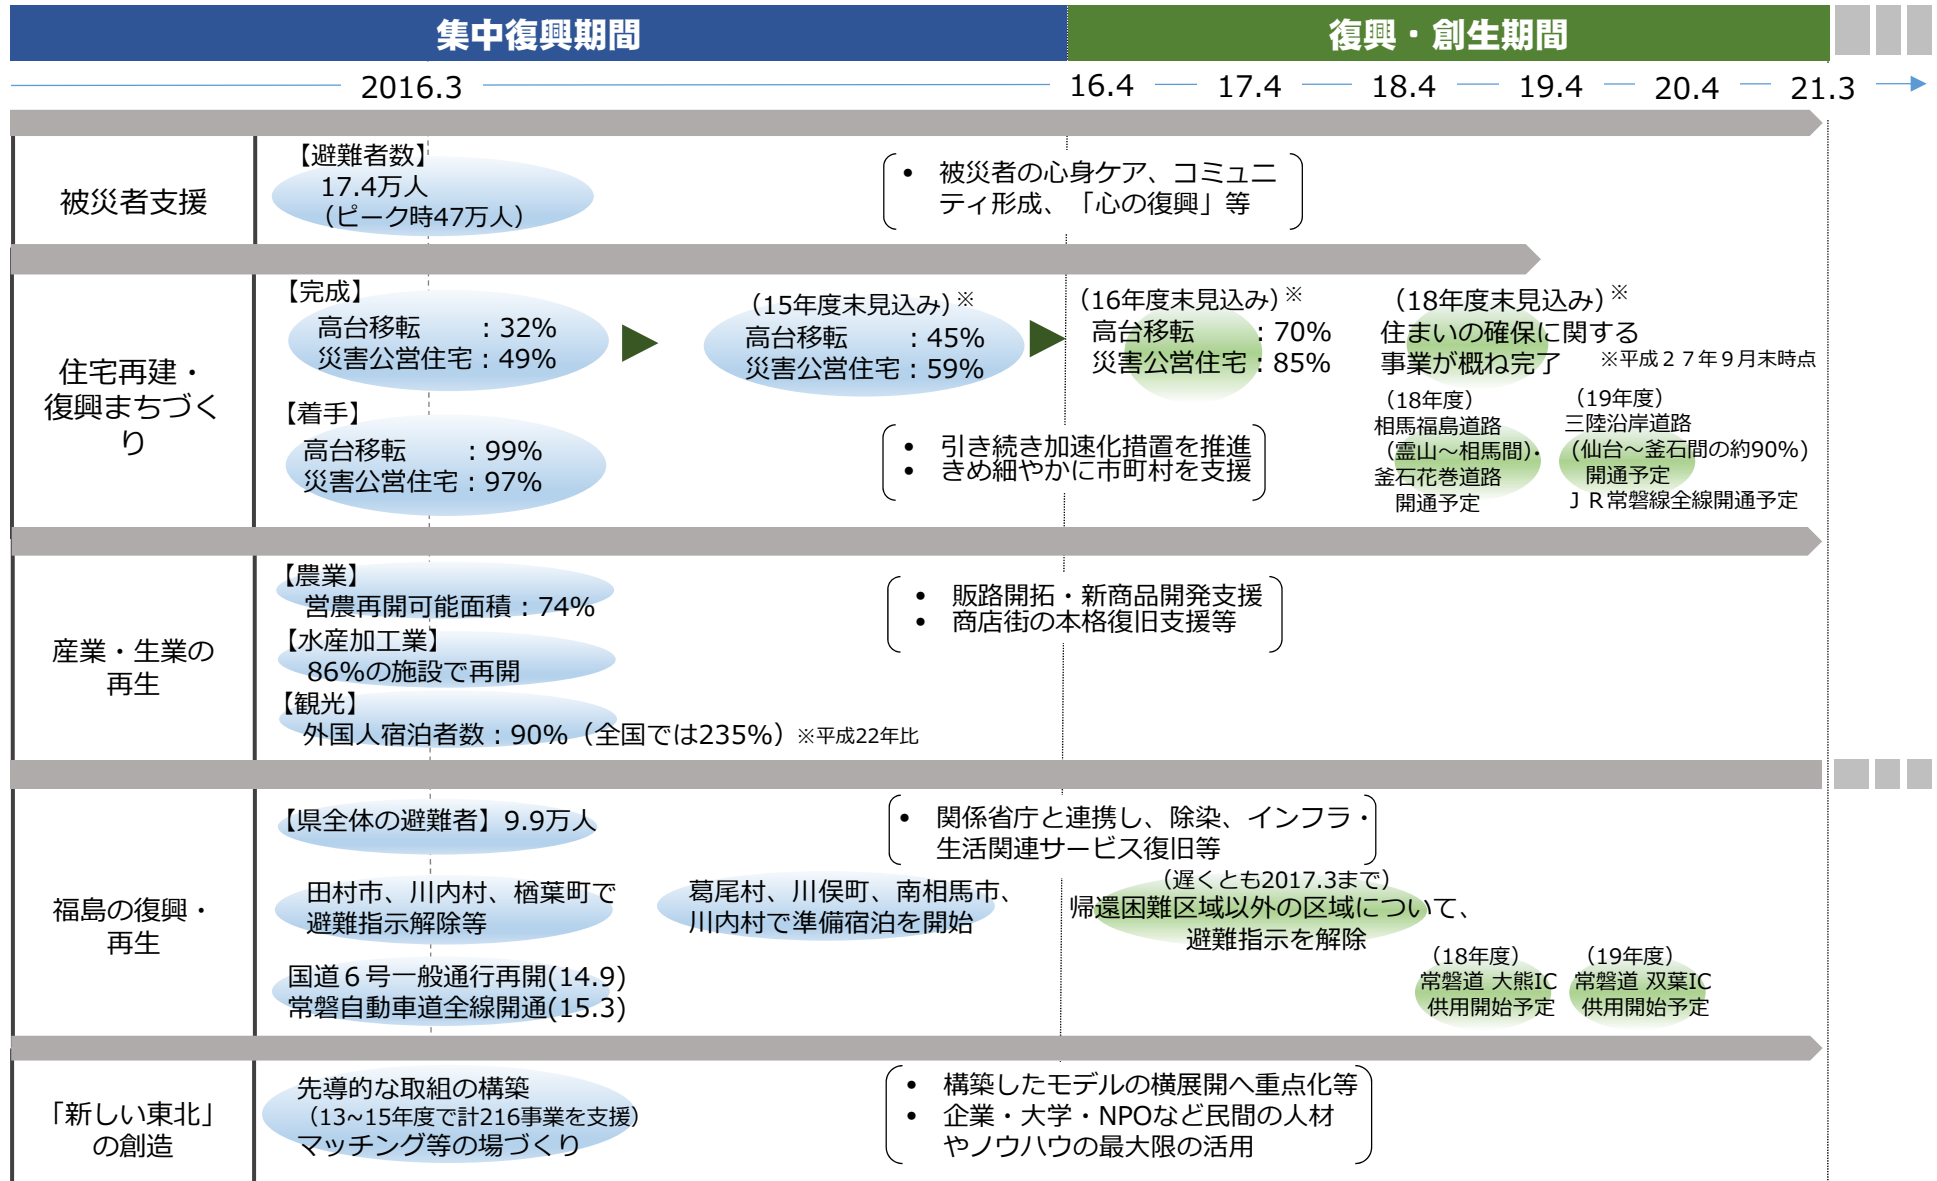 集中復興期間
復興・創生期間
2016.3
16.4
17.4
18.4
19.4
20.4
21.3
被災者支援
【避難者数】
17.4万人
（ピーク時47万人）
• 被災者の心身ケア、コミュニ
ティ形成、「心の復興」等
住宅再建・
復興まちづく
り
【完成】
高台移転　　：32%
災害公営住宅：49%
（15年度末見込み）※
高台移転　　：45%
災害公営住宅：59%
（16年度末見込み）※
高台移転　　：70%
災害公営住宅：85%
（18年度末見込み）※
住まいの確保に関する
事業が概ね完了
※平成２７年９月末時点
【着手】
高台移転　　：99%
災害公営住宅：97%
• 引き続き加速化措置を推進
• きめ細やかに市町村を支援
（18年度）
相馬福島道路
（霊山～相馬間）・
釜石花巻道路
開通予定
（19年度）
三陸沿岸道路
(仙台～釜石間の約90%)
開通予定
ＪＲ常磐線全線開通予定
産業・生業の
再生
【農業】
営農再開可能面積：74%
【水産加工業】
86%の施設で再開
【観光】
外国人宿泊者数：90%（全国では235%）※平成22年比
• 販路開拓・新商品開発支援
• 商店街の本格復旧支援等
福島の復興・
再生
【県全体の避難者】9.9万人
• 関係省庁と連携し、除染、インフラ・
生活関連サービス復旧等
田村市、川内村、楢葉町で
避難指示解除等
葛尾村、川俣町、南相馬市、
川内村で準備宿泊を開始
（遅くとも2017.3まで）
帰還困難区域以外の区域について、
避難指示を解除
国道６号一般通行再開(14.9)
常磐自動車道全線開通(15.3)
（18年度）
常磐道 大熊IC
供用開始予定
（19年度）
常磐道 双葉IC
供用開始予定
「新しい東北」
の創造
先導的な取組の構築
（13~15年度で計216事業を支援）
マッチング等の場づくり
• 構築したモデルの横展開へ重点化等
• 企業・大学・NPOなど民間の人材
やノウハウの最大限の活用